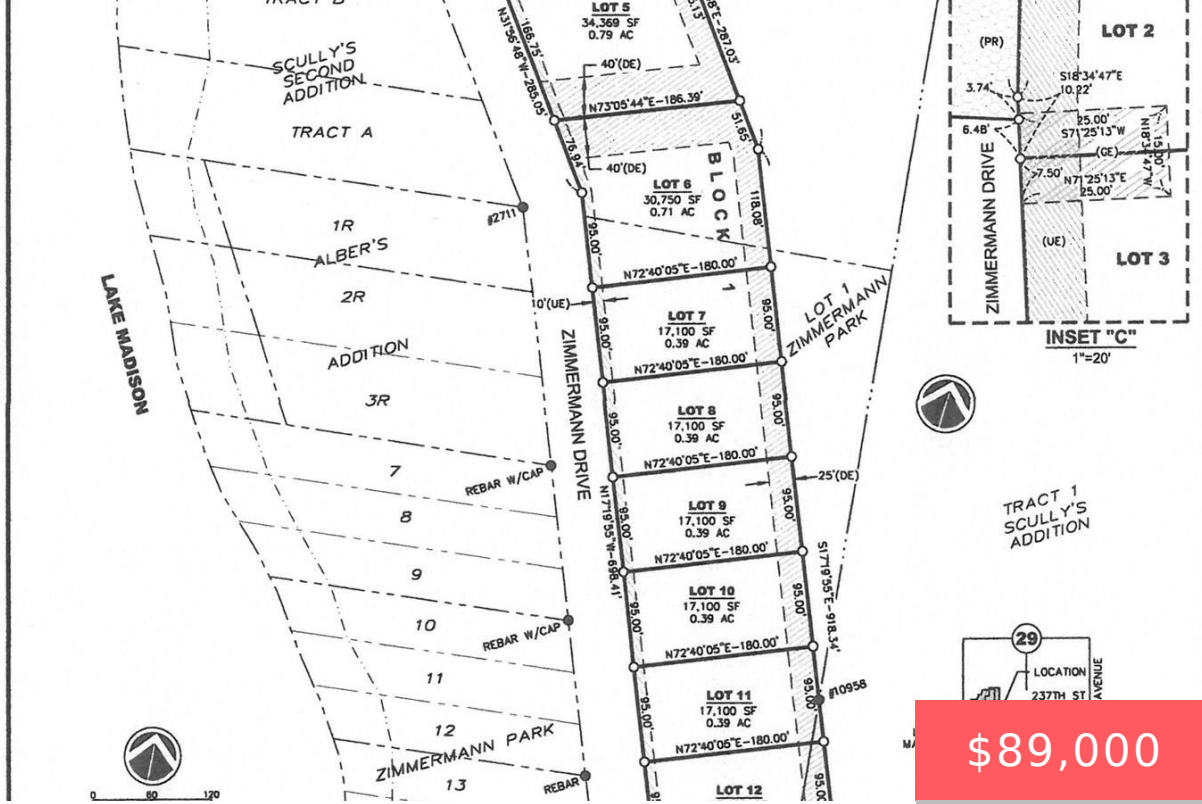 TRACT B
SCULLY'S
SECOND
ADDITION
TRACT A
1R
ALBER'S
2R
ADDITION
3R
7
8
9
10
11
12
ZIMMERMANN PARK
13
LAKE MADISON
0 60 120
#2711
REBAR W/CAP
REBAR W/CAP
REBAR
ZIMMERMANN DRIVE
N31°56'48"W-285.05'
166.75'
LOT 5
34,369 SF
0.79 AC
40'(DE)
N73°05'44"E-186.39'
E-287.03'
51.65'
76.94'
40'(DE)
LOT 6
30,750 SF
0.71 AC
BLOCK 1
118.08'
95.00'
N72°40'05"E-180.00'
0'(UE)
LOT 7
17,100 SF
0.39 AC
95.00'
95.00'
N72°40'05"E-180.00'
LOT 1
ZIMMERMANN
PARK
LOT 8
17,100 SF
0.39 AC
95.00'
95.00'
N72°40'05"E-180.00'
25'(DE)
LOT 9
17,100 SF
0.39 AC
95.00'
95.00'
N72°40'05"E-180.00'
N17°19'55"W-698.41'
S17°19'55"E-918.34'
LOT 10
17,100 SF
0.39 AC
95.00'
95.00'
N72°40'05"E-180.00'
LOT 11
17,100 SF
0.39 AC
95.00'
95.00'
#10958
N72°40'05"E-180.00'
LOT 12
95.00'
(PR)
LOT 2
S18°34'47"E
10.22'
3.74'
6.48'
25.00'
S71°25'13"W
(GE)
15.00'
N18°34'47"W
7.50'
N71°25'13"E
25.00'
(UE)
ZIMMERMANN DRIVE
LOT 3
INSET "C"
1"=20'
TRACT 1
SCULLY'S
ADDITION
29
LOCATION
237TH ST
AVENUE
$89,000